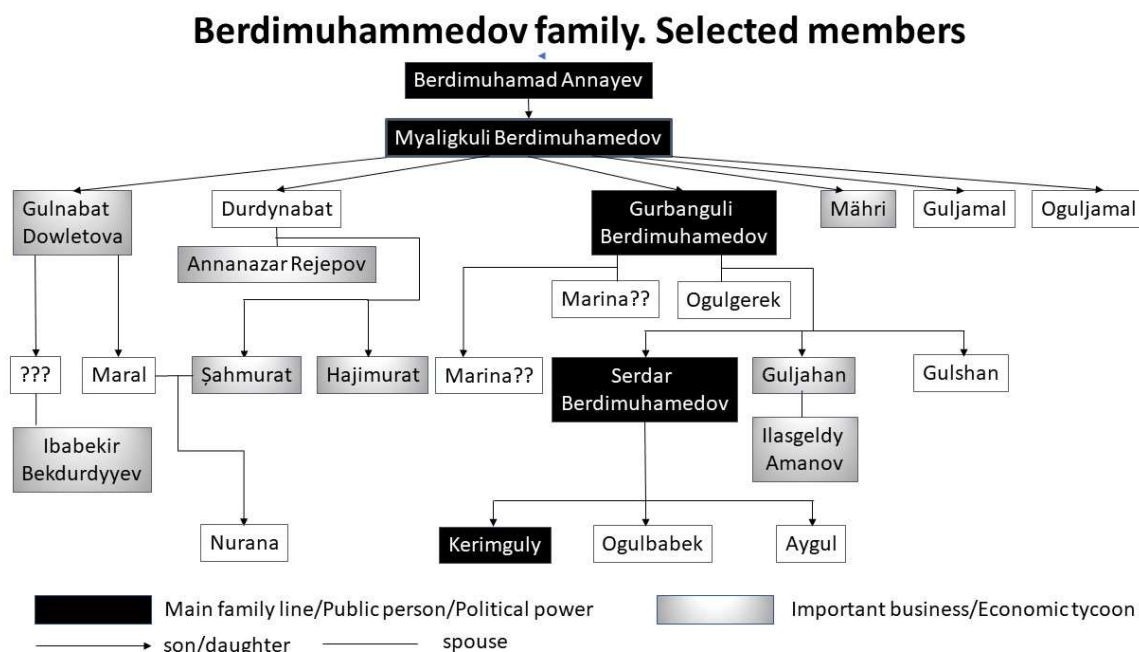 Berdimuhammedov family. Selected members
Berdimuhamad Annayev
Myaligkuli Berdimuhamedov
Gulnabat
Dowletova
Durdynabat
Gurbanguli
Berdimuhamedov
Mähri
Guljamal
Oguljamal
Annanazar Rejepov
Marina??
Ogulgerek
???
Maral
Şahmurat
Hajimurat
Marina??
Serdar
Berdimuhamedov
Guljahan
Gulshan
Ibabekir
Bekdurdyyev
Ilasgeldy
Amanov
Nurana
Kerimguly
Ogulbabek
Aygul
Main family line/Public person/Political power
Important business/Economic tycoon
son/daughter
spouse